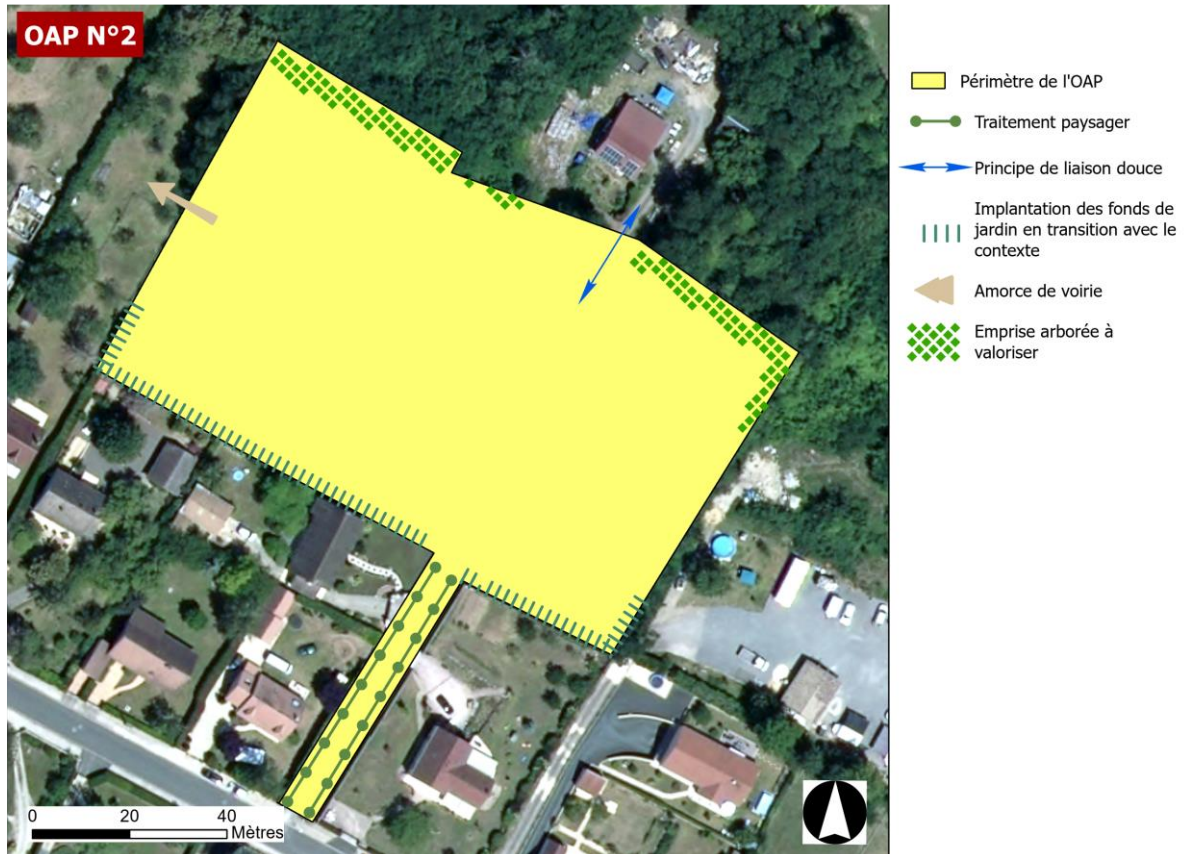 OAP N°2
Périmètre de l'OAP
Traitement paysager
Principe de liaison douce
Implantation des fonds de
jardin en transition avec le
contexte
Amorce de voirie
Emprise arborée à
valoriser
0 20 40
Mètres